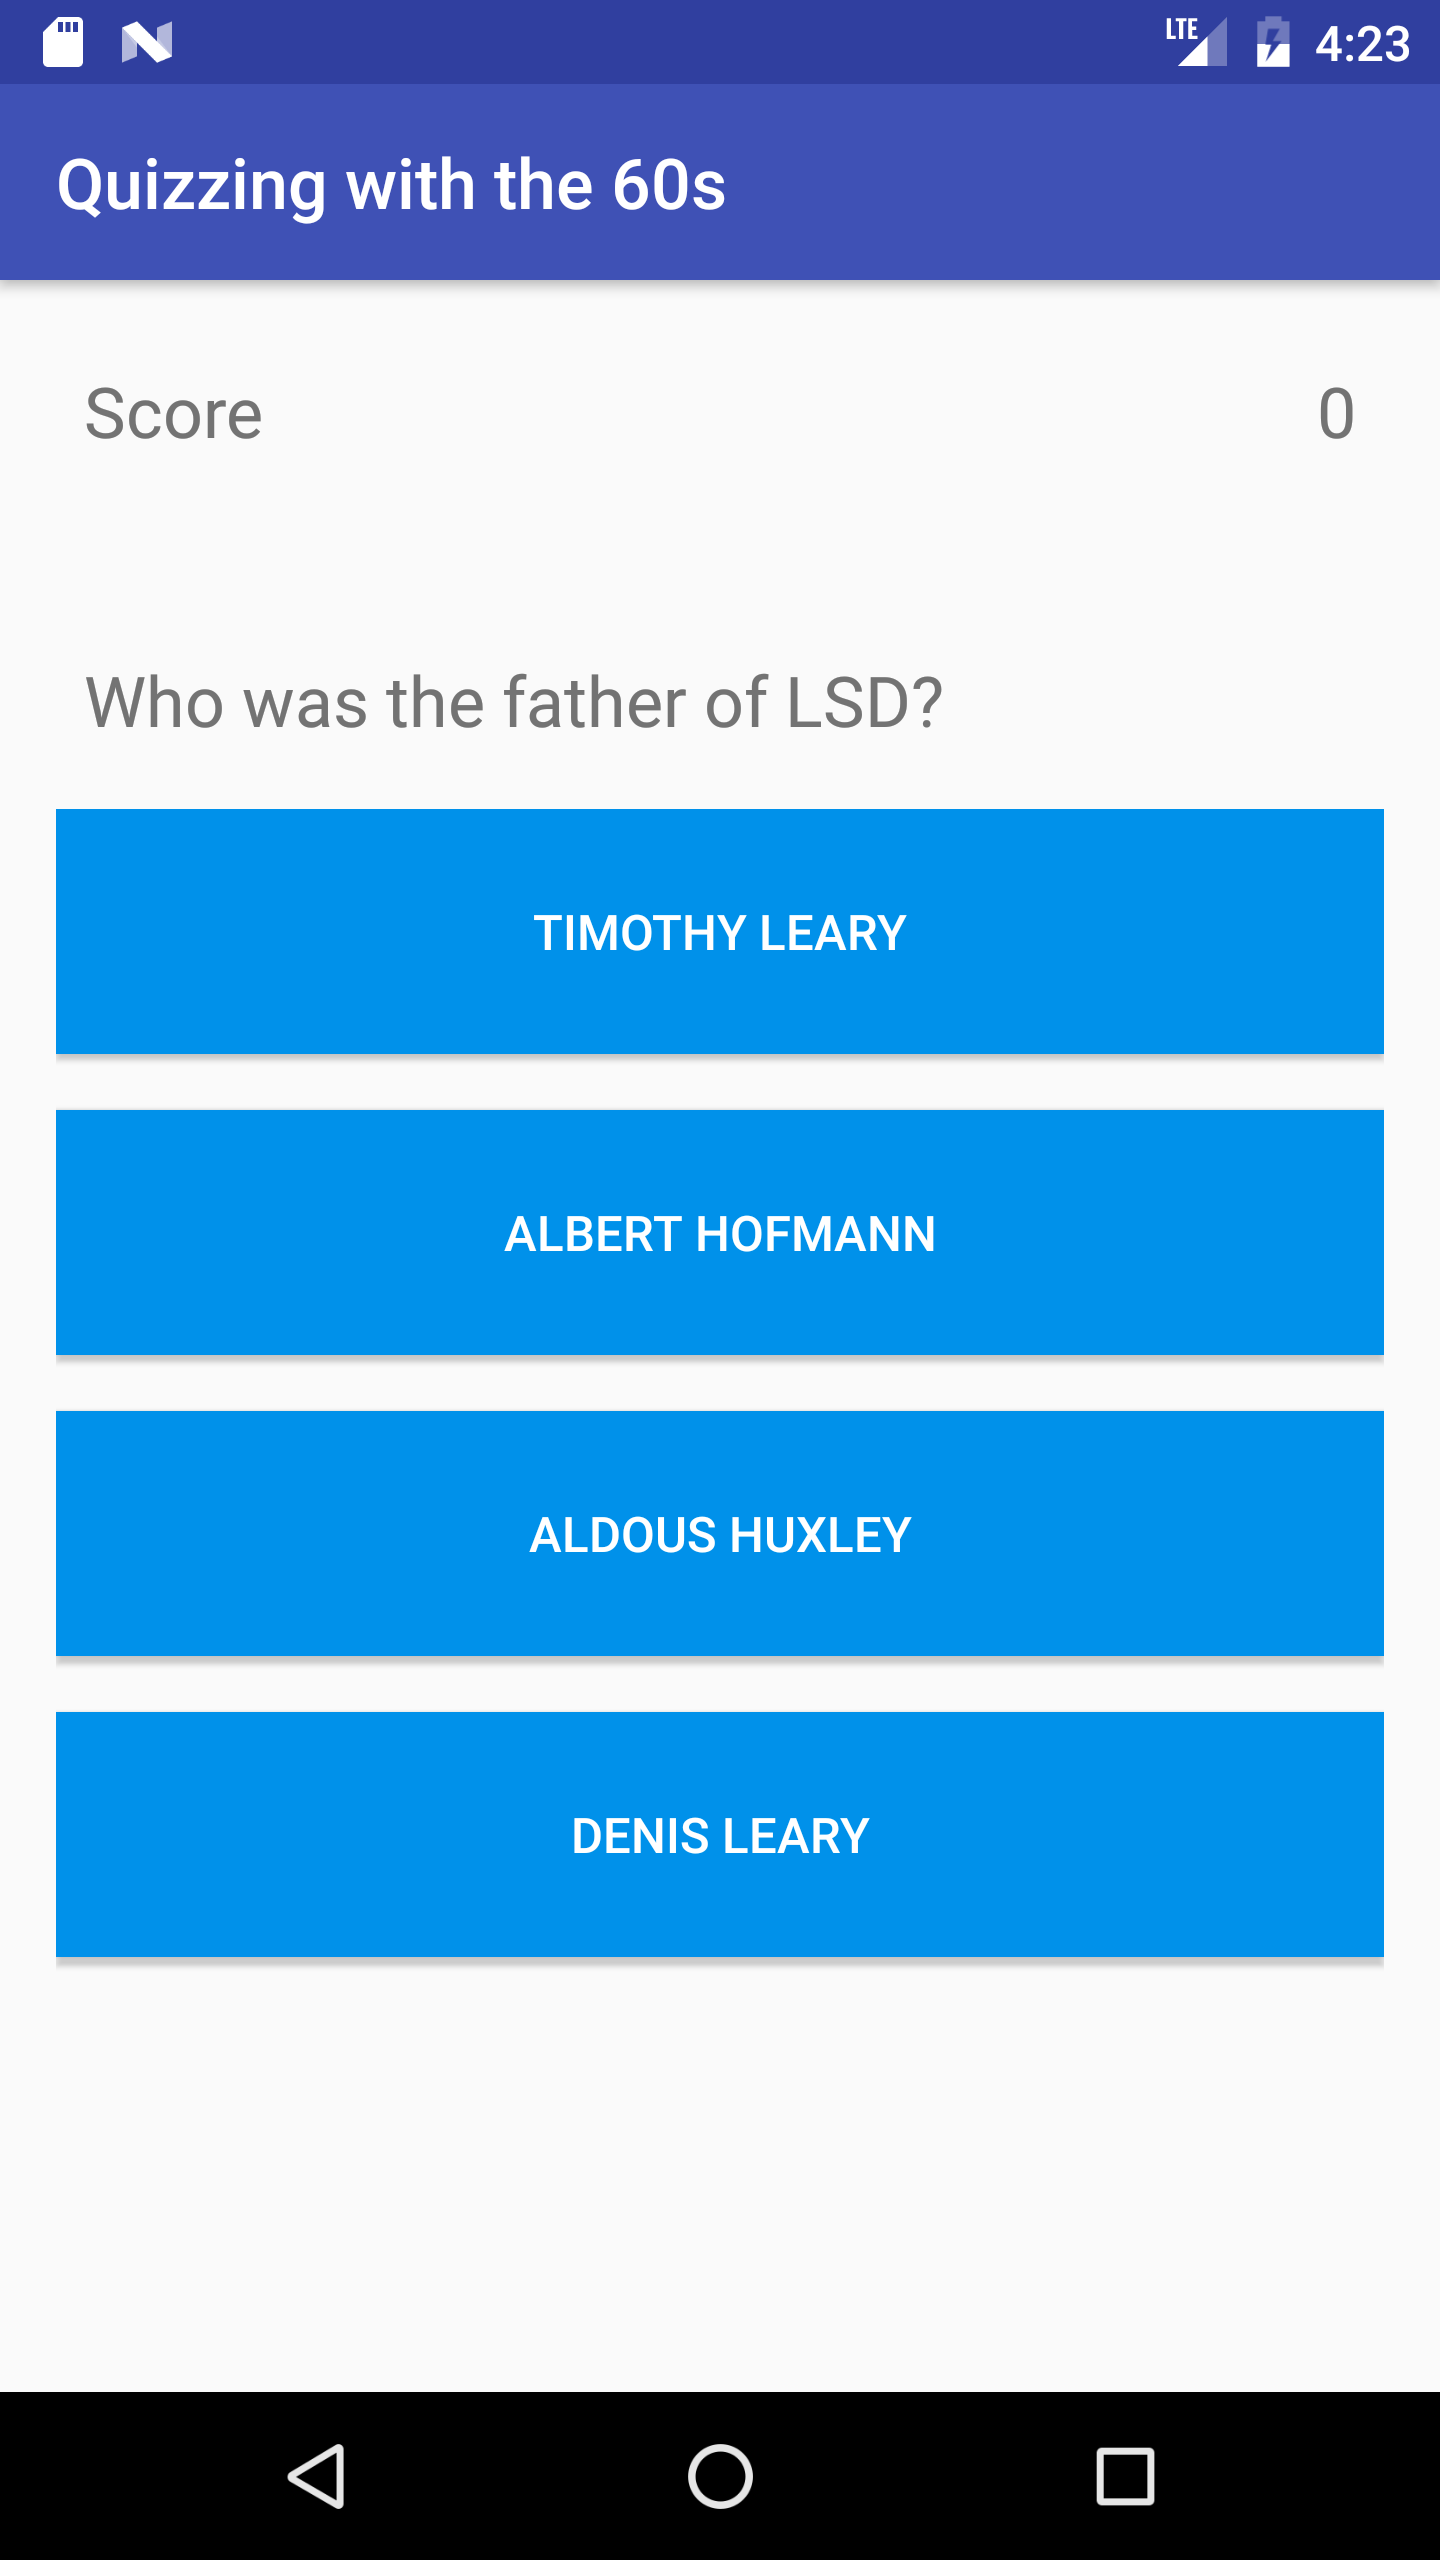 LTE 4:23
Quizzing with the 60s
Score 0
Who was the father of LSD?
TIMOTHY LEARY
ALBERT HOFMANN
ALDOUS HUXLEY
DENIS LEARY